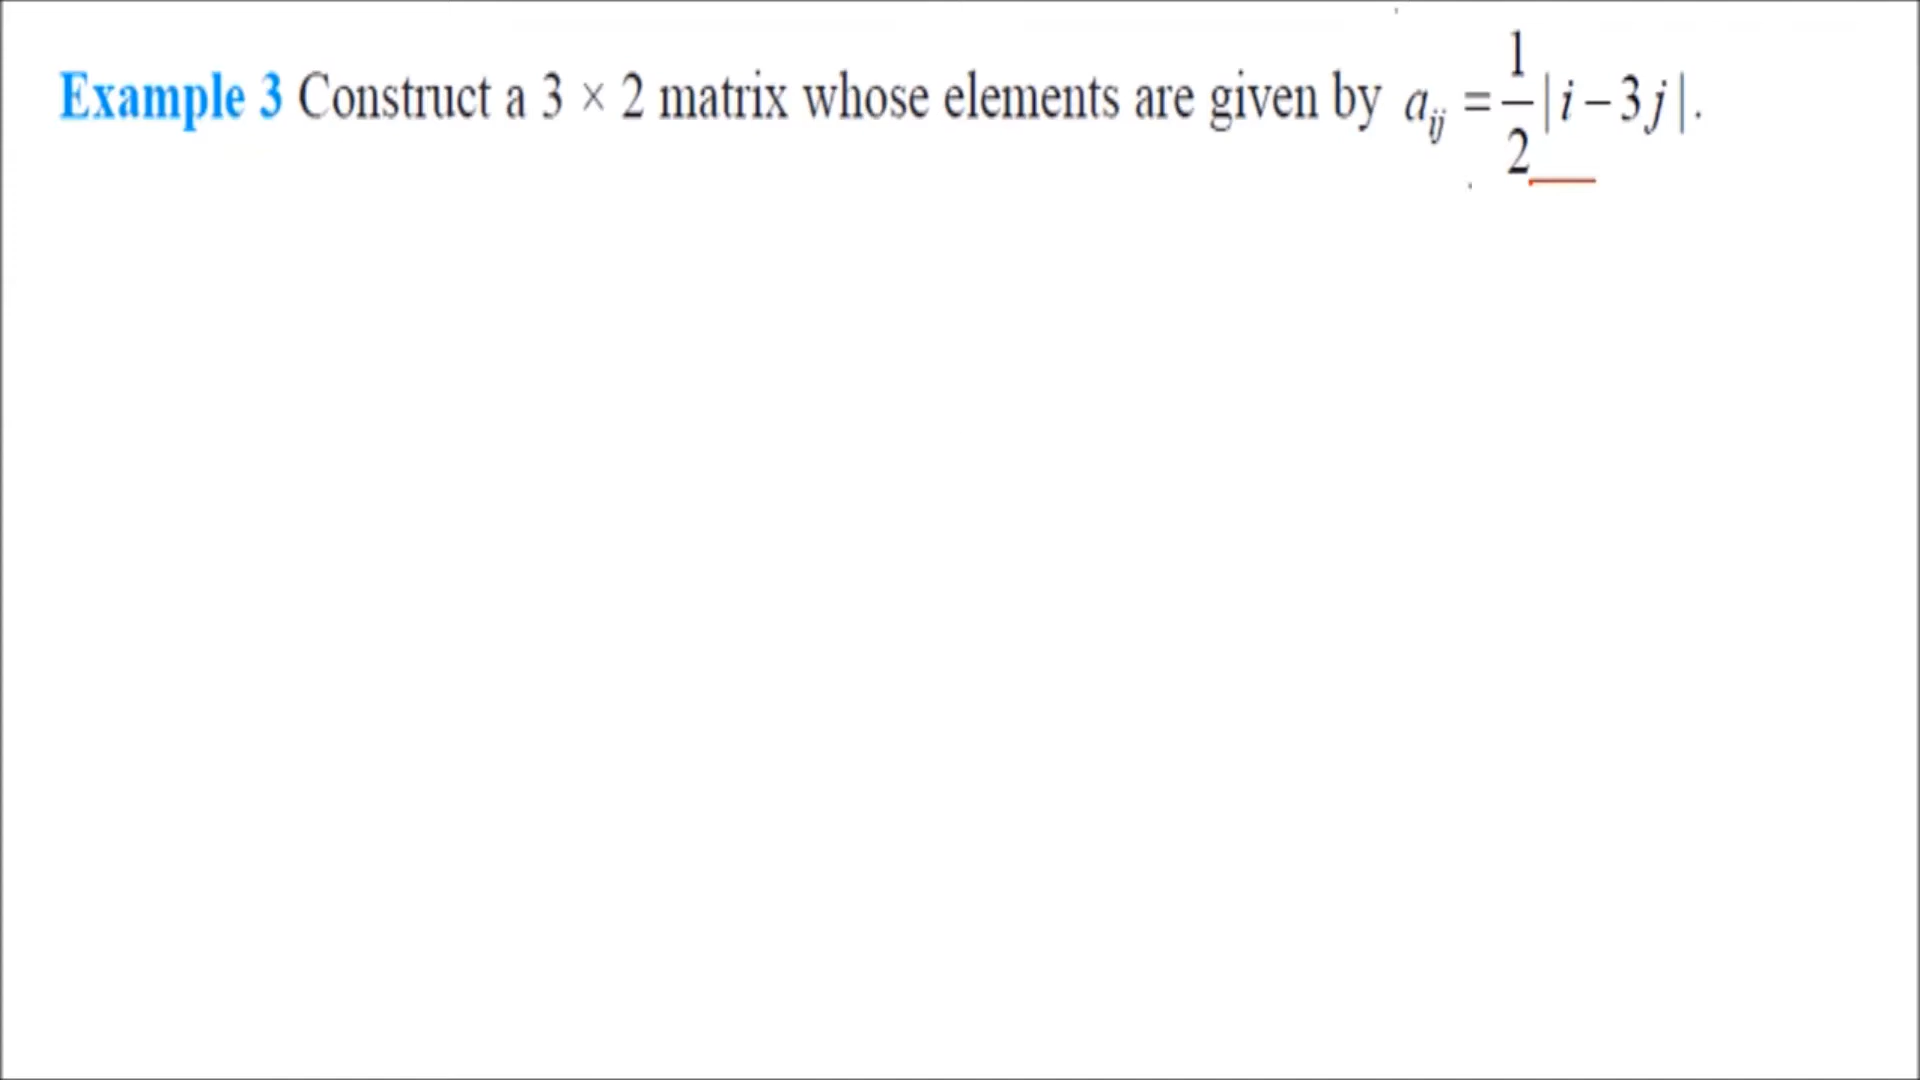 Example 3 Construct a 3 × 2 matrix whose elements are given by a_ij = 1/2 |i − 3j|.